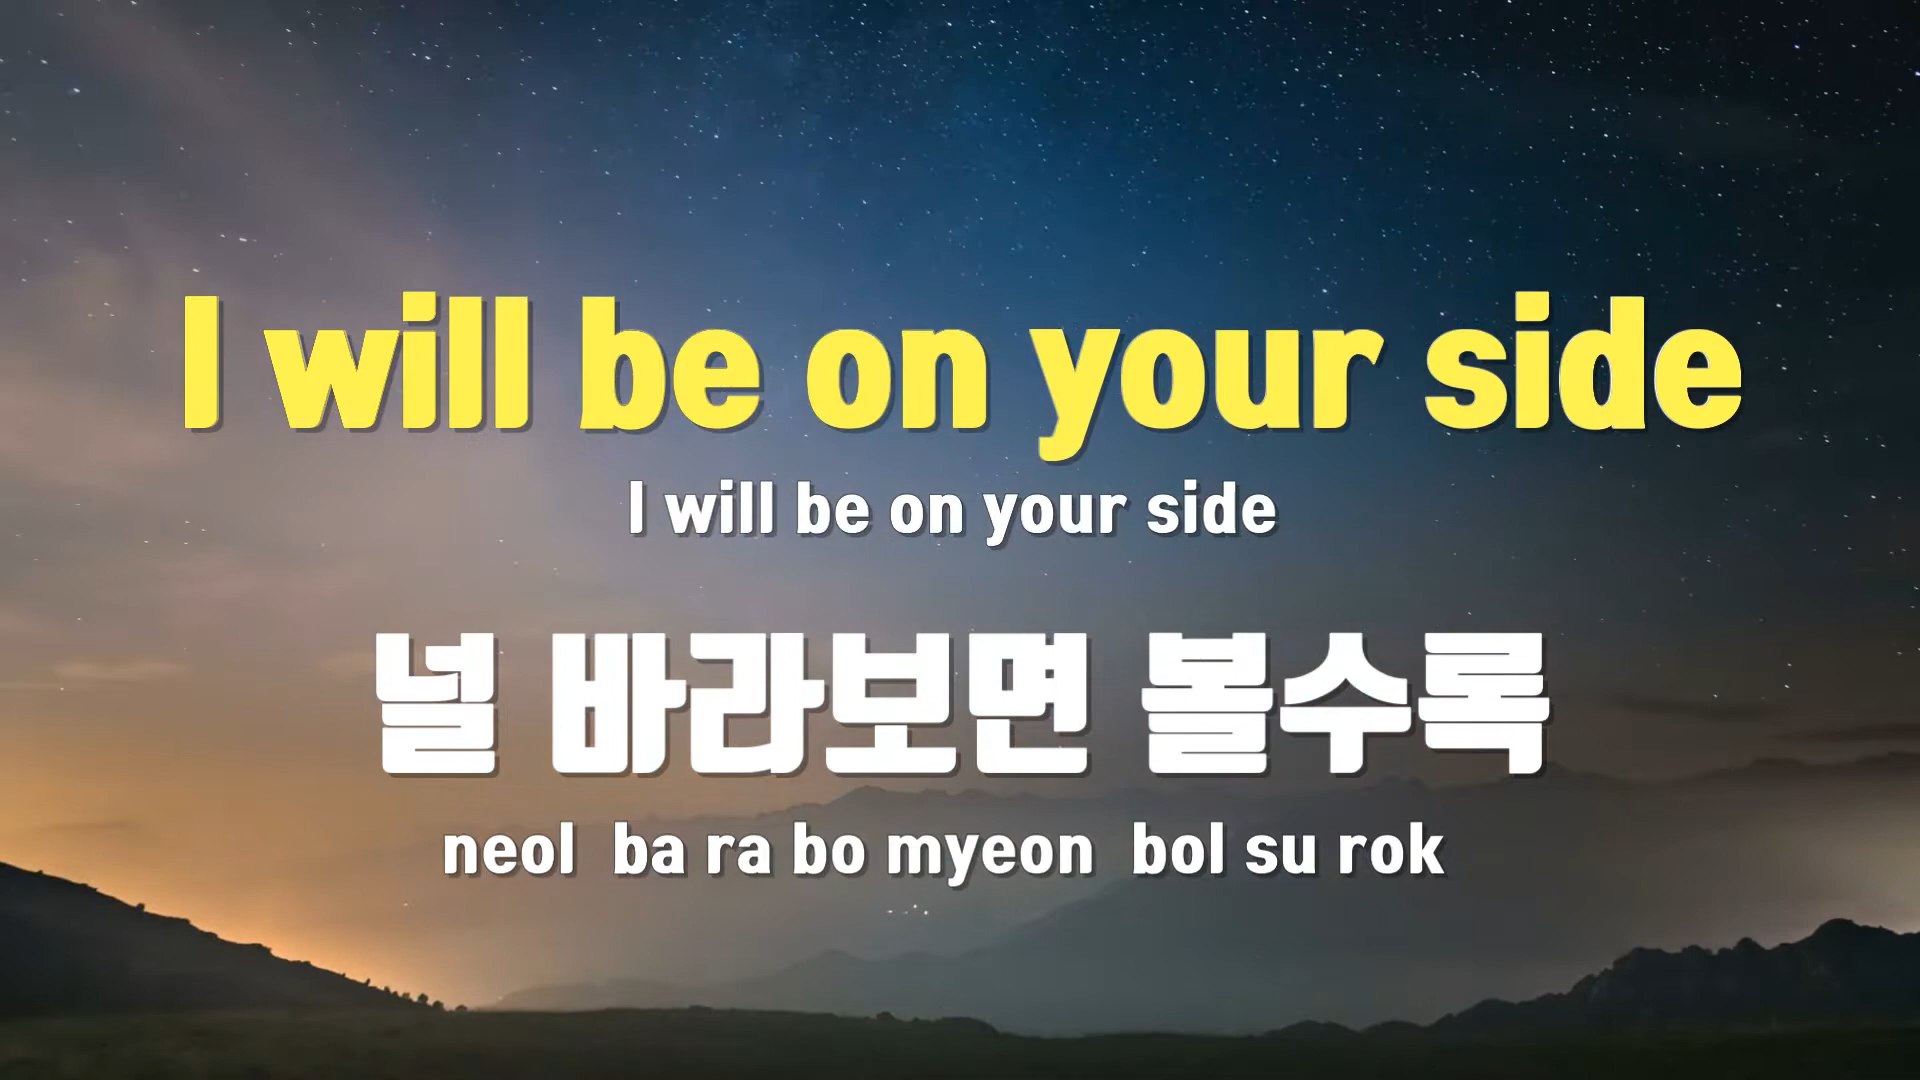 I will be on your side
I will be on your side
널 바라보면 볼수록
neol ba ra bo myeon bol su rok